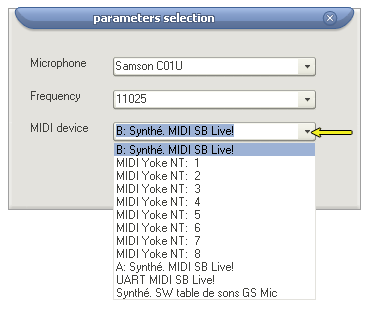 parameters selection
Microphone
Samson C01U
Frequency
11025
MIDI device
B: Synthé. MIDI SB Live!
B: Synthé. MIDI SB Live!
MIDI Yoke NT: 1
MIDI Yoke NT: 2
MIDI Yoke NT: 3
MIDI Yoke NT: 4
MIDI Yoke NT: 5
MIDI Yoke NT: 6
MIDI Yoke NT: 7
MIDI Yoke NT: 8
A: Synthé. MIDI SB Live!
UART MIDI SB Live!
Synthé. SW table de sons GS Mic